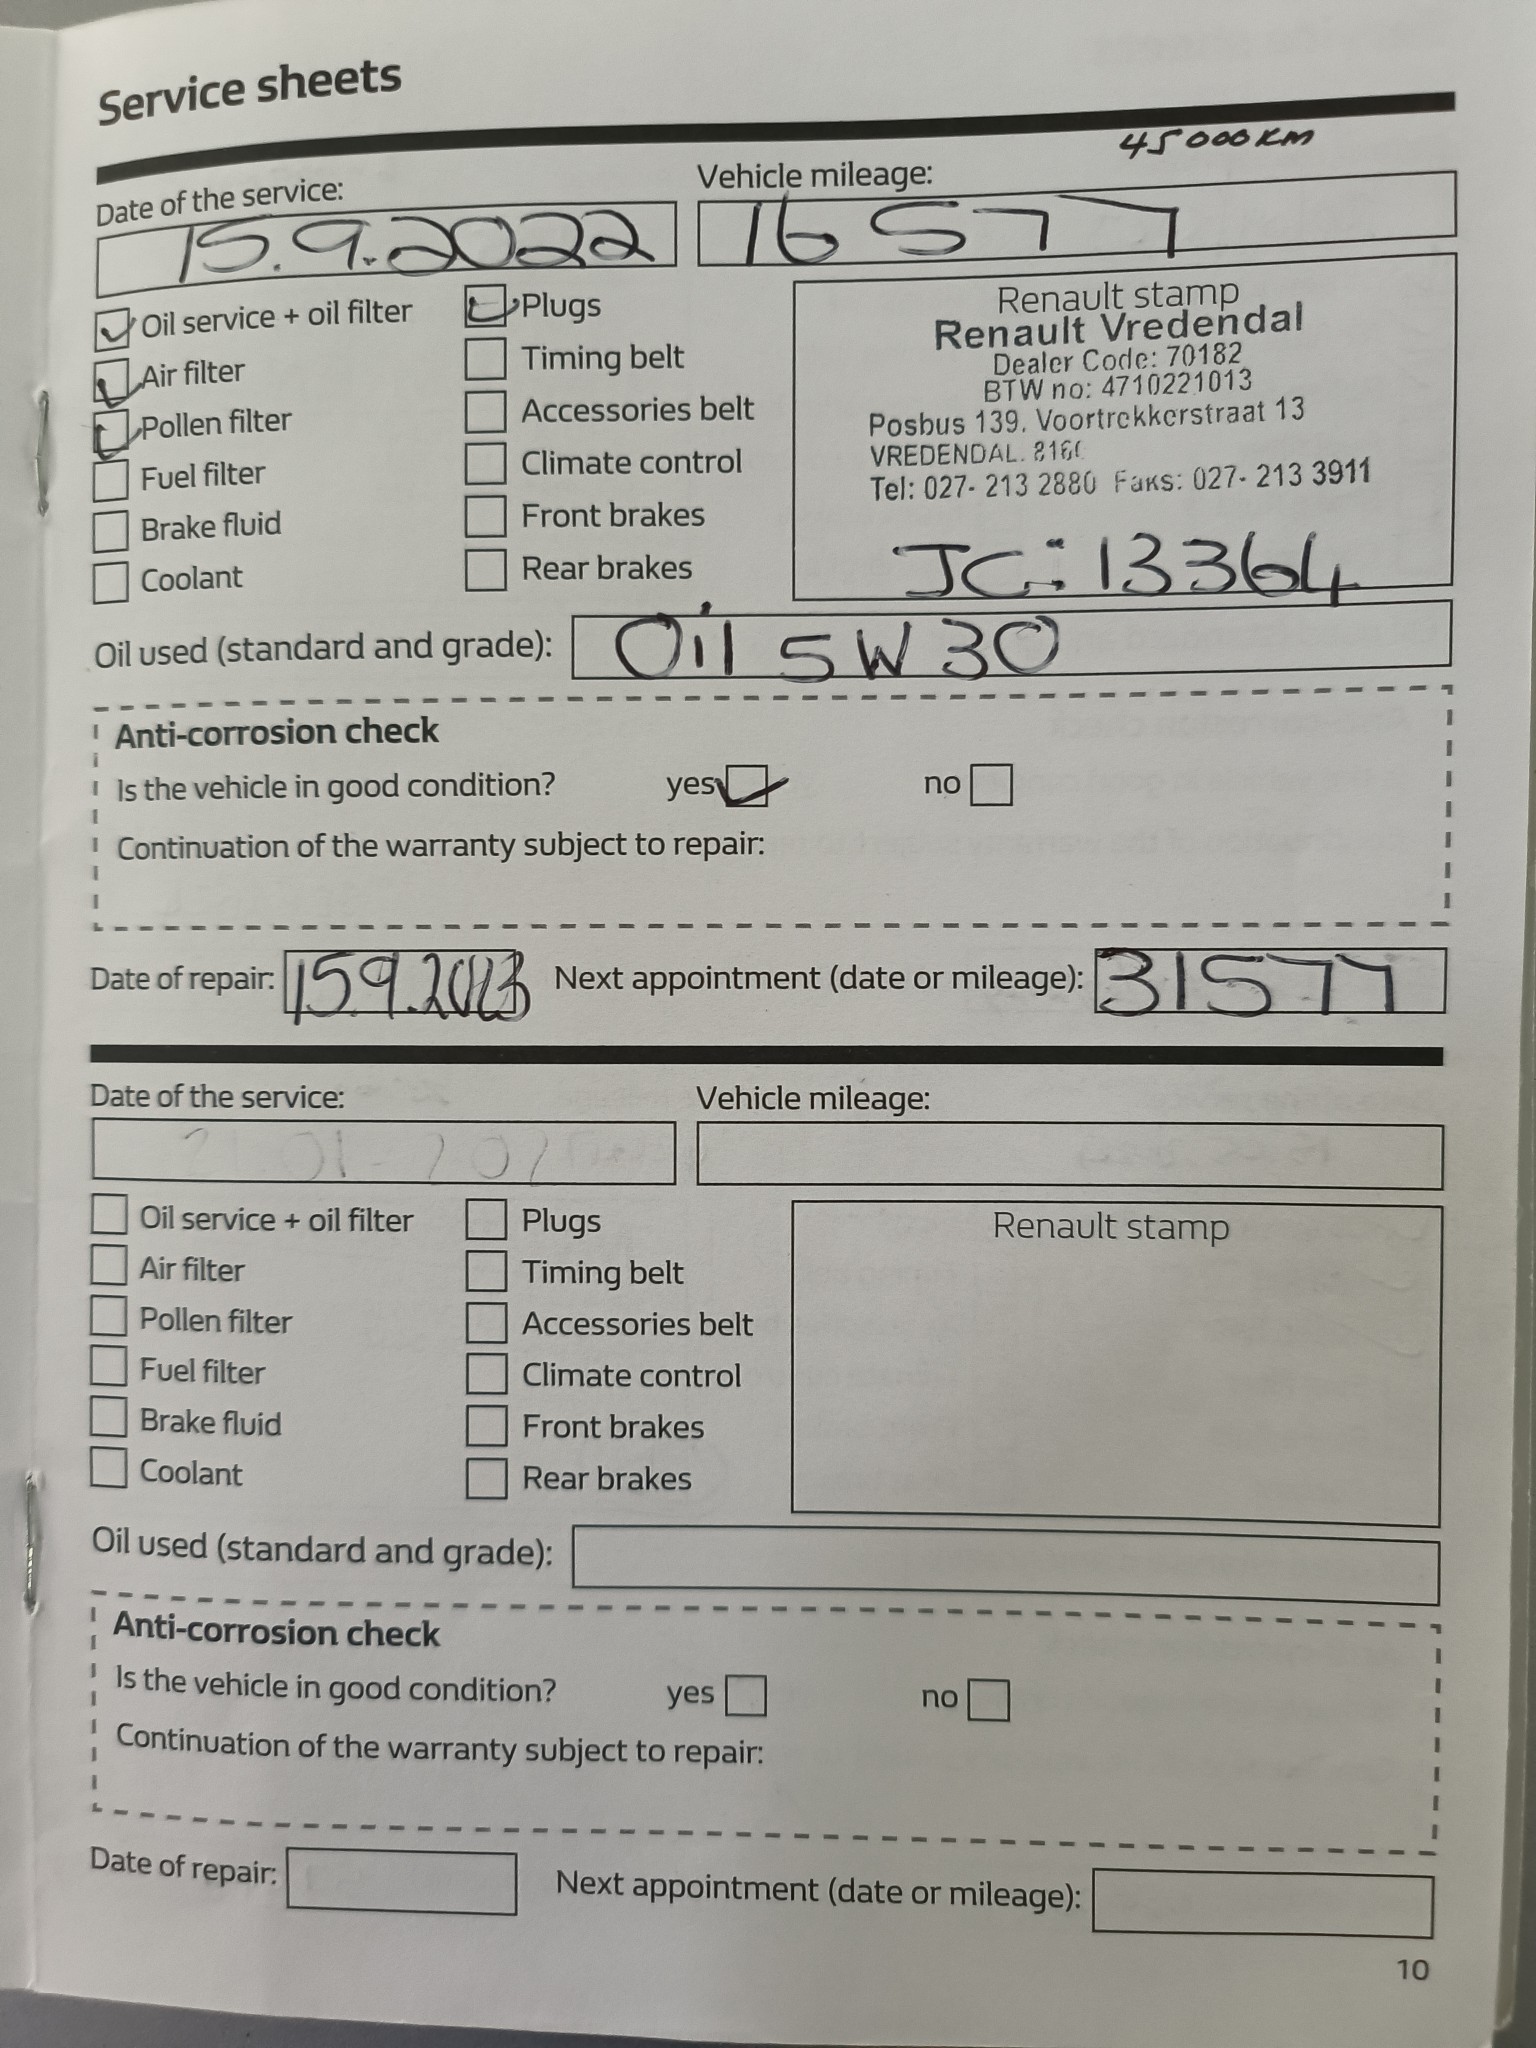 Service sheets
45 000 KM
Date of the service:
Vehicle mileage:
15.9.2022
16 577
Oil service + oil filter
Air filter
Pollen filter
Fuel filter
Brake fluid
Coolant
Plugs
Timing belt
Accessories belt
Climate control
Front brakes
Rear brakes
Renault stamp
Renault Vredendal
Dealer Code: 70182
BTW no: 4710221013
Posbus 139, Voortrekkerstraat 13
VREDENDAL.
Tel: 027- 213 2880 Faks: 027- 213 3911
JC: 13364
Oil used (standard and grade):
Oil 5W30
Anti-corrosion check
Is the vehicle in good condition? yes no
Continuation of the warranty subject to repair:
Date of repair: 15.9.2023 Next appointment (date or mileage): 31577
Date of the service:
Vehicle mileage:
Oil service + oil filter
Air filter
Pollen filter
Fuel filter
Brake fluid
Coolant
Plugs
Timing belt
Accessories belt
Climate control
Front brakes
Rear brakes
Renault stamp
Oil used (standard and grade):
Anti-corrosion check
Is the vehicle in good condition? yes no
Continuation of the warranty subject to repair:
Date of repair: Next appointment (date or mileage):
10